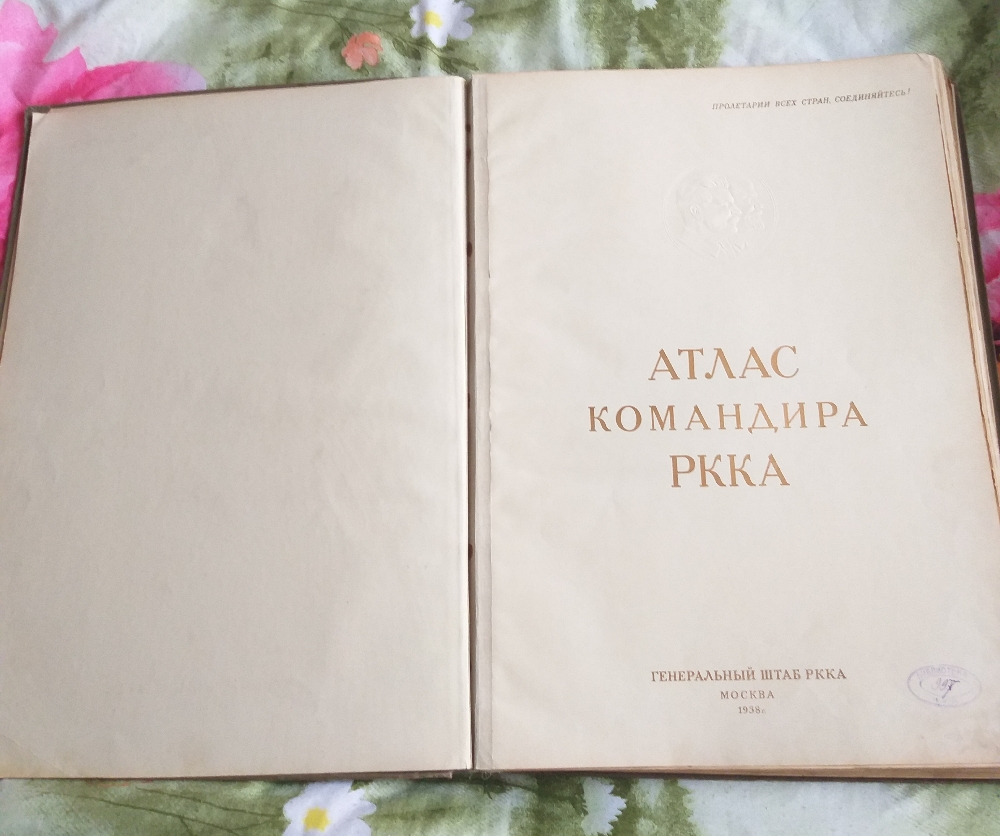 ПРОЛЕТАРИИ ВСЕХ СТРАН, СОЕДИНЯЙТЕСЬ!
АТЛАС
КОМАНДИРА
РККА
ГЕНЕРАЛЬНЫЙ ШТАБ РККА
МОСКВА
1938г.